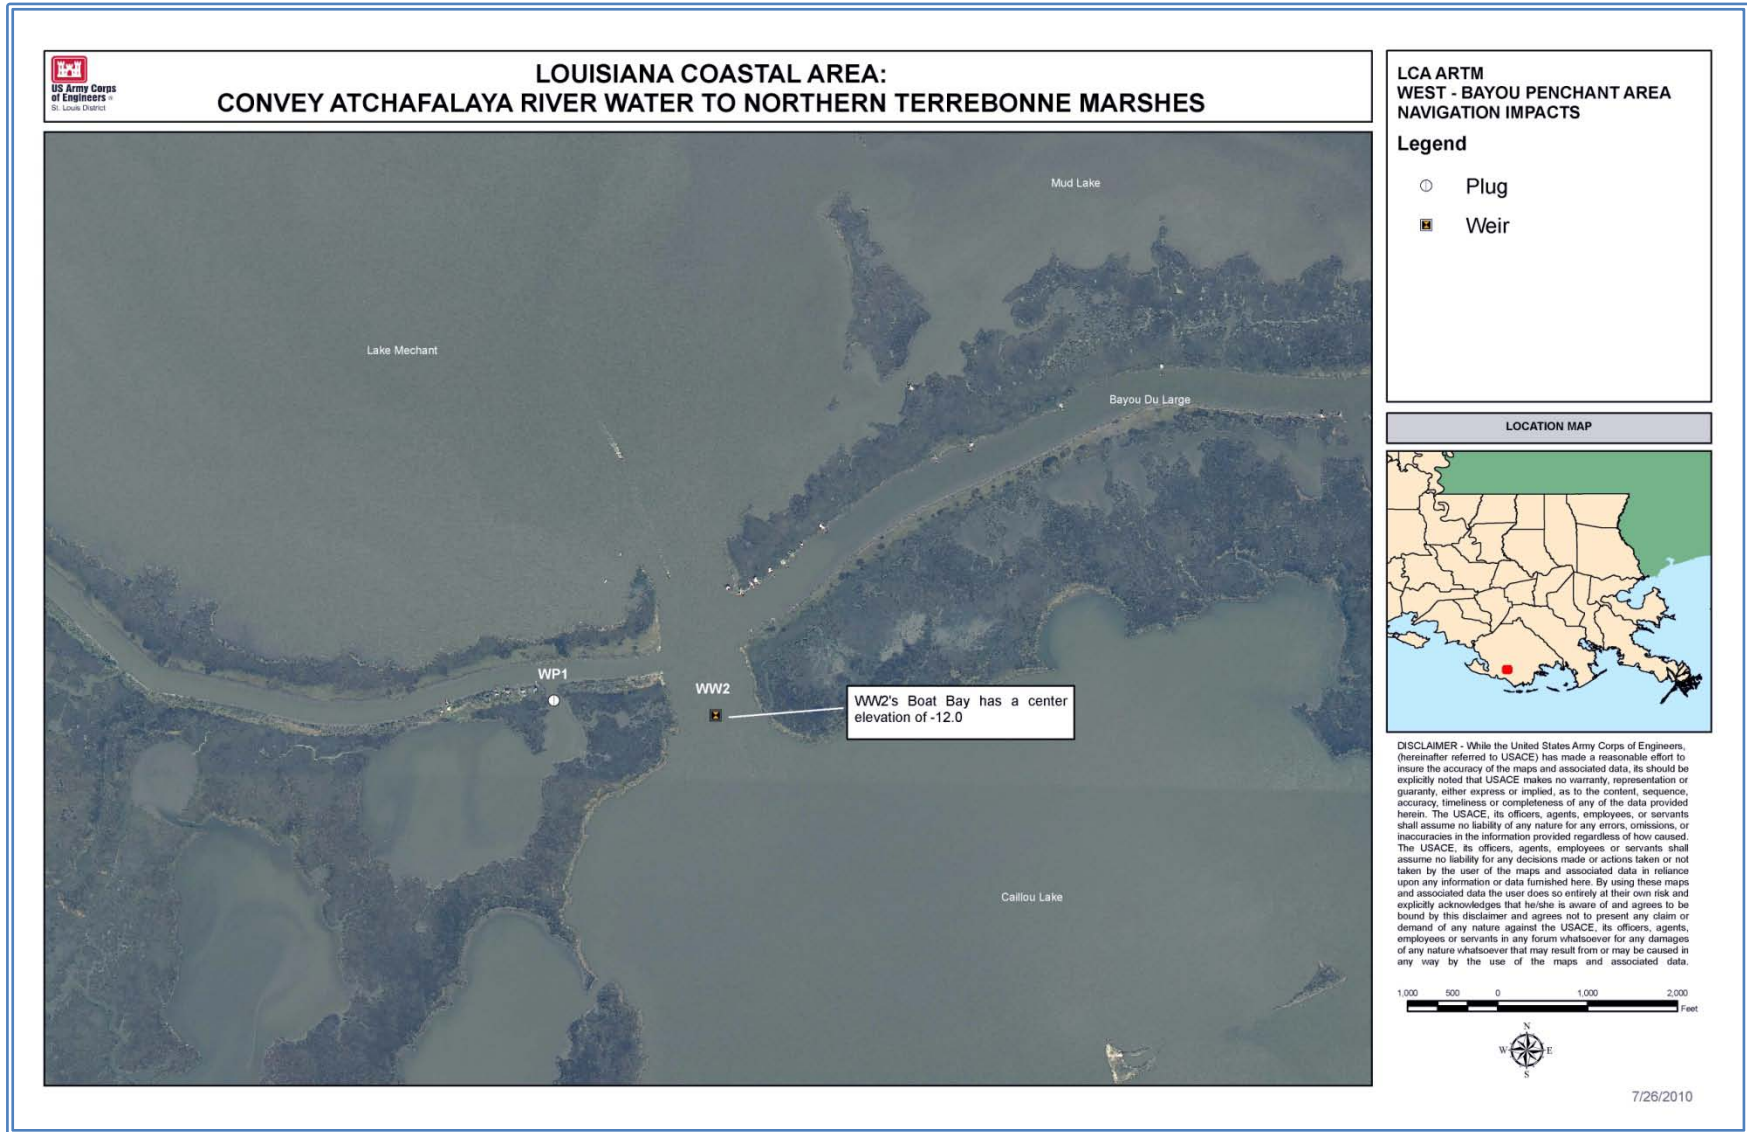 US Army Corps
of Engineers ®
St. Louis District
LOUISIANA COASTAL AREA:
CONVEY ATCHAFALAYA RIVER WATER TO NORTHERN TERREBONNE MARSHES
Mud Lake
Lake Mechant
Bayou Du Large
WP1
WW2
WW2's Boat Bay has a center
elevation of -12.0
Caillou Lake
LCA ARTM
WEST - BAYOU PENCHANT AREA
NAVIGATION IMPACTS
Legend
Plug
Weir
LOCATION MAP
DISCLAIMER - While the United States Army Corps of Engineers,
(hereinafter referred to USACE) has made a reasonable effort to
insure the accuracy of the maps and associated data, its should be
explicitly noted that USACE makes no warranty, representation or
guaranty, either express or implied, as to the content, sequence,
accuracy, timeliness or completeness of any of the data provided
herein. The USACE, its officers, agents, employees, or servants
shall assume no liability of any nature for any errors, omissions, or
inaccuracies in the information provided regardless of how caused.
The USACE, its officers, agents, employees or servants shall
assume no liability for any decisions made or actions taken or not
taken by the user of the maps and associated data in reliance
upon any information or data furnished here. By using these maps
and associated data the user does so entirely at their own risk and
explicitly acknowledges that he/she is aware of and agrees to be
bound by this disclaimer and agrees not to present any claim or
demand of any nature against the USACE, its officers, agents,
employees or servants in any forum whatsoever for any damages
of any nature whatsoever that may result from or may be caused in
any way by the use of the maps and associated data.
1,000 500 0 1,000 2,000
Feet
N
W E
S
7/26/2010